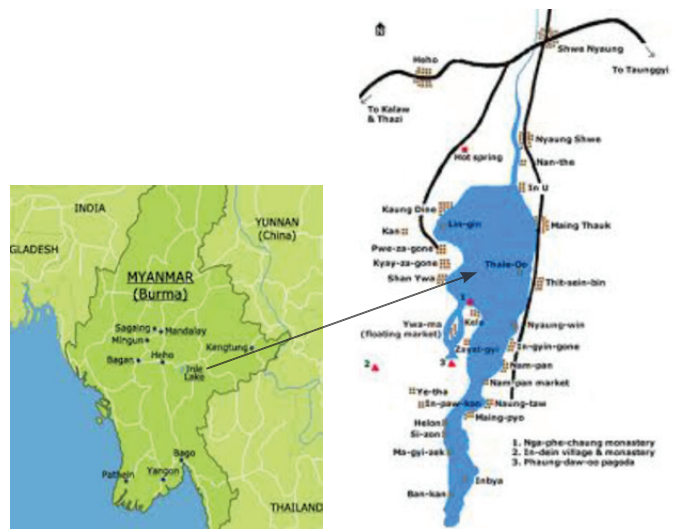 INDIA
YUNNAN
(China)
GLADESH
MYANMAR
(Burma)
Sagaing
Mandalay
Mingun
Bagan
Heho
Kengtung
Inle
Lake
Bago
Pathein
Yangon
THAILAND
N
Shwe Nyaung
Heho
To Taunggyi
To Kalaw
& Thazi
Nyaung Shwe
Hot spring
Nan-the
In U
Kaung Dine
Lin-gin
Kan
Maing Thauk
Pwe-za-gone
Kyay-za-gone
Thale-Oo
Shan Ywa
Thit-sein-bin
1
Kela
Ywa-ma
(floating market)
Nyaung-win
Zayat-gyi
In-gyin-gone
2
3
Nam-pan
Nam-pan market
Ye-tha
In-paw-kon
Naung-taw
Maing-pyo
Helon
Si-zon
1. Nga-phe-chaung monastery
2. In-dein village & monastery
3. Phaung-daw-oo pagoda
Ma-gyi-seik
Inbya
Ban-kan